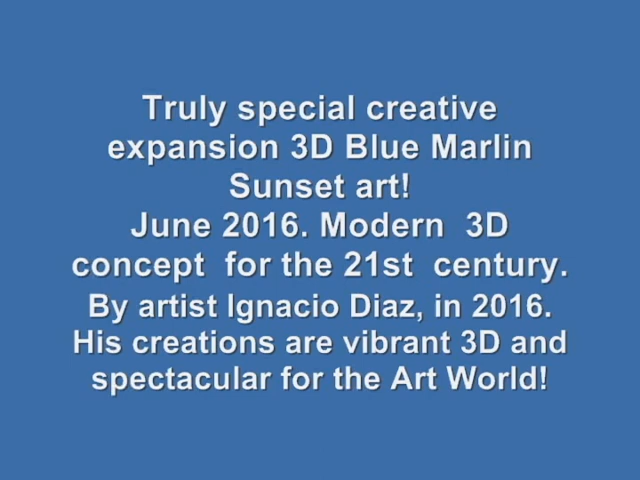 Truly special creative
expansion 3D Blue Marlin
Sunset art!
June 2016. Modern  3D
concept  for the 21st  century.
By artist Ignacio Diaz, in 2016.
His creations are vibrant 3D and
spectacular for the Art World!